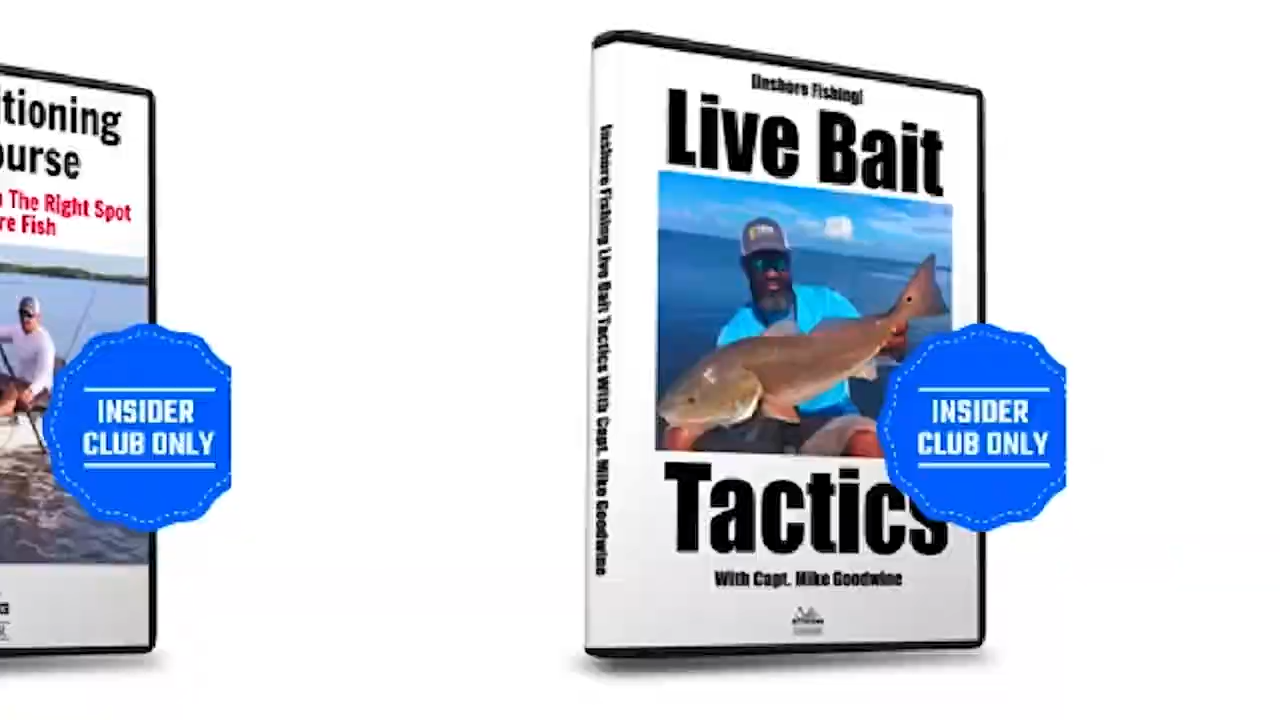 tioning
ourse
The Right Spot
re Fish
INSIDER
CLUB ONLY
Inshore Fishing Live Bait Tactics With Capt. Mike Goodwine
Inshore Fishing!
Live Bait
Tactics
With Capt. Mike Goodwine
INSIDER
CLUB ONLY